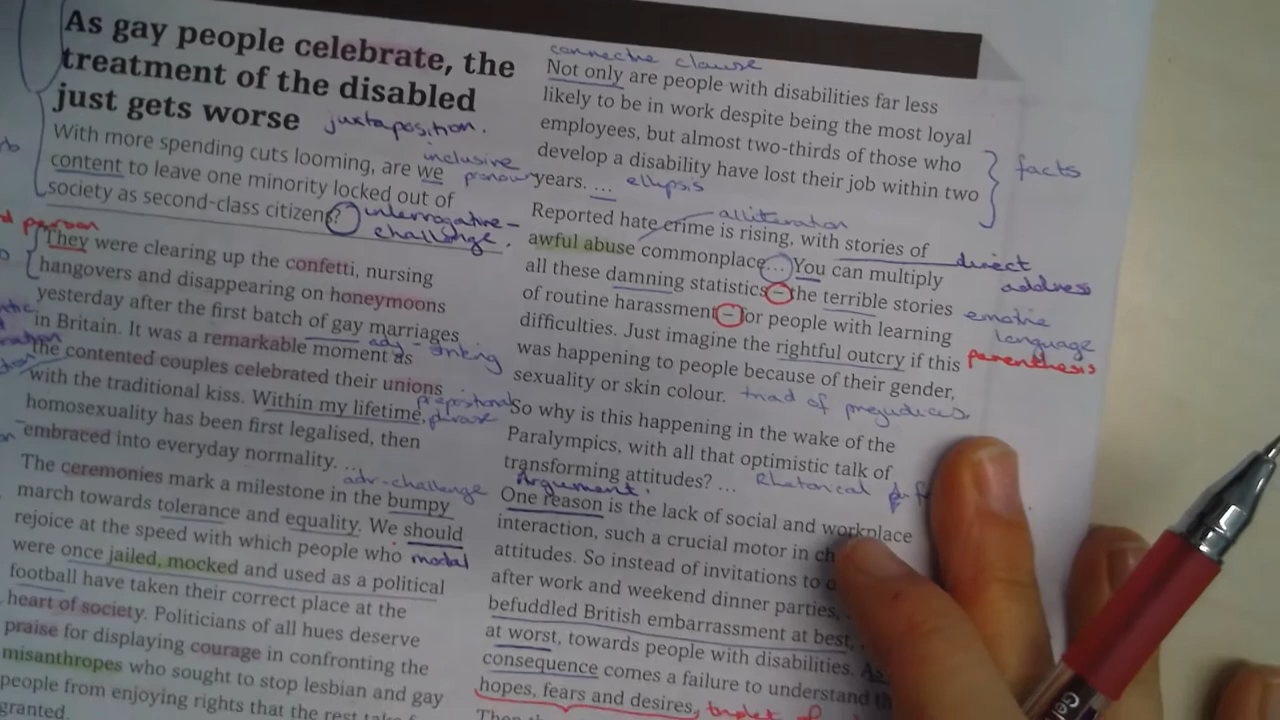 As gay people celebrate, the
treatment of the disabled
just gets worse
juxtaposition.
With more spending cuts looming, are we
inclusive
pronoun
content to leave one minority locked out of
society as second-class citizens?
interrogative -
challenge.
person
They were clearing up the confetti, nursing
hangovers and disappearing on honeymoons
yesterday after the first batch of gay marriages
adj - striking
in Britain. It was a remarkable moment as
the contented couples celebrated their unions
with the traditional kiss. Within my lifetime,
prepositional
phrase
homosexuality has been first legalised, then
embraced into everyday normality. ...
adv - challenge
The ceremonies mark a milestone in the bumpy
march towards tolerance and equality. We should
modal
rejoice at the speed with which people who
were once jailed, mocked and used as a political
football have taken their correct place at the
heart of society. Politicians of all hues deserve
praise for displaying courage in confronting the
misanthropes who sought to stop lesbian and gay
people from enjoying rights that the rest take
granted.
connective clause
Not only are people with disabilities far less
likely to be in work despite being the most loyal
employees, but almost two-thirds of those who
develop a disability have lost their job within two
years. ...
ellipsis
facts
Reported hate crime is rising, with stories of
alliteration
awful abuse commonplace... You can multiply
direct
address
all these damning statistics – the terrible stories
emotive
language
of routine harassment – for people with learning
parenthesis
difficulties. Just imagine the rightful outcry if this
was happening to people because of their gender,
sexuality or skin colour.
triad of prejudices.
So why is this happening in the wake of the
Paralympics, with all that optimistic talk of
transforming attitudes? ...
Rhetorical
Argument.
One reason is the lack of social and workplace
interaction, such a crucial motor in
attitudes. So instead of invitations to
after work and weekend dinner parties,
befuddled British embarrassment at best,
at worst, towards people with disabilities.
consequence comes a failure to understand
hopes, fears and desires,